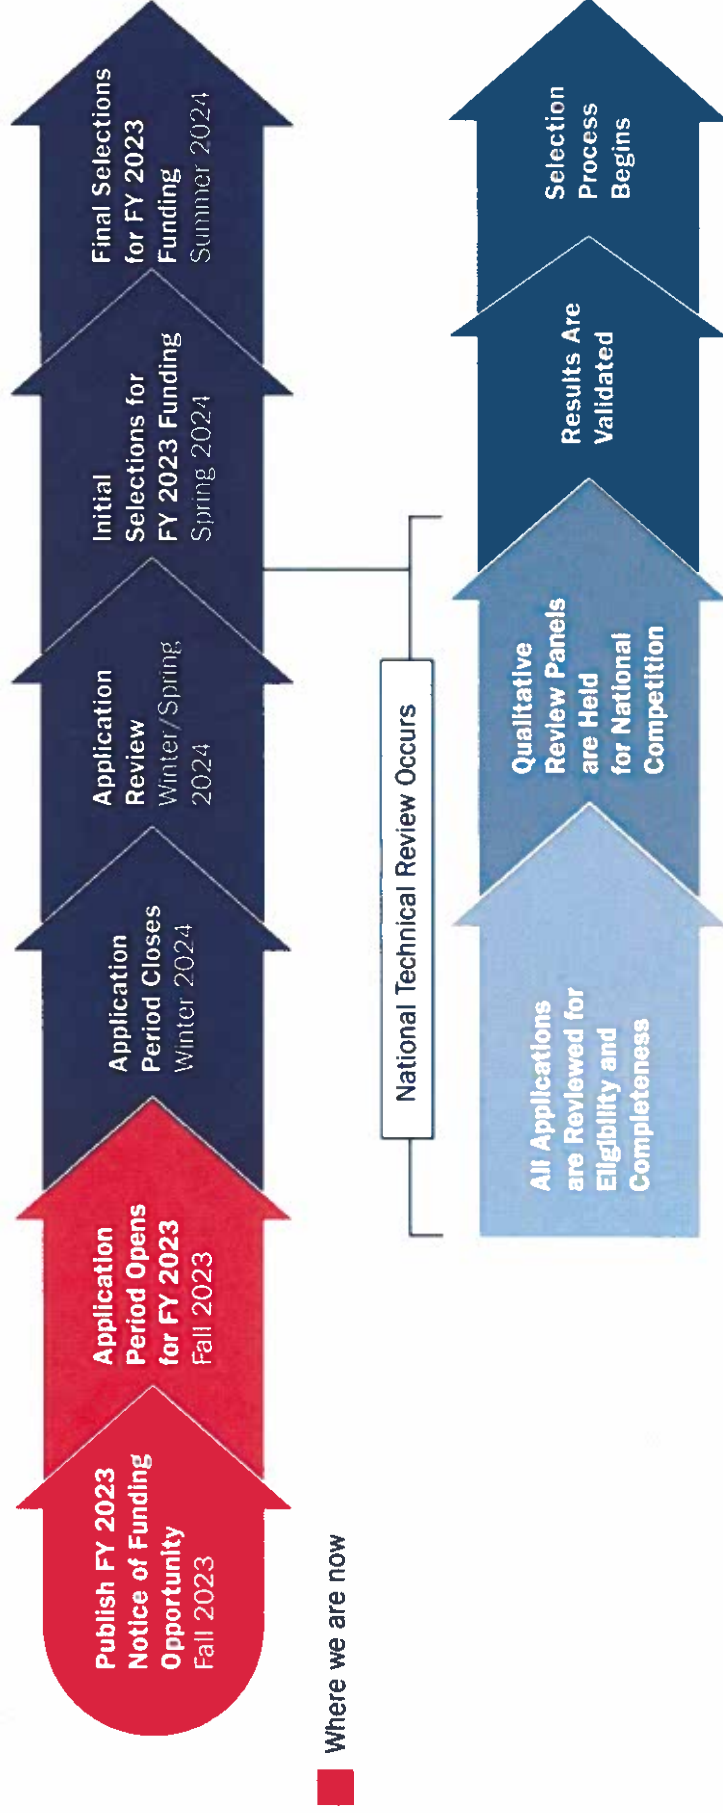 Publish FY 2023
Notice of Funding
Opportunity
Fall 2023
Application
Period Opens
for FY 2023
Fall 2023
Application
Period Closes
Winter 2024
Application
Review
Winter/Spring
2024
Initial
Selections for
FY 2023 Funding
Spring 2024
Final Selections
for FY 2023
Funding
Summer 2024
Where we are now
National Technical Review Occurs
All Applications
are Reviewed for
Eligibility and
Completeness
Qualitative
Review Panels
are Held
for National
Competition
Results Are
Validated
Selection
Process
Begins